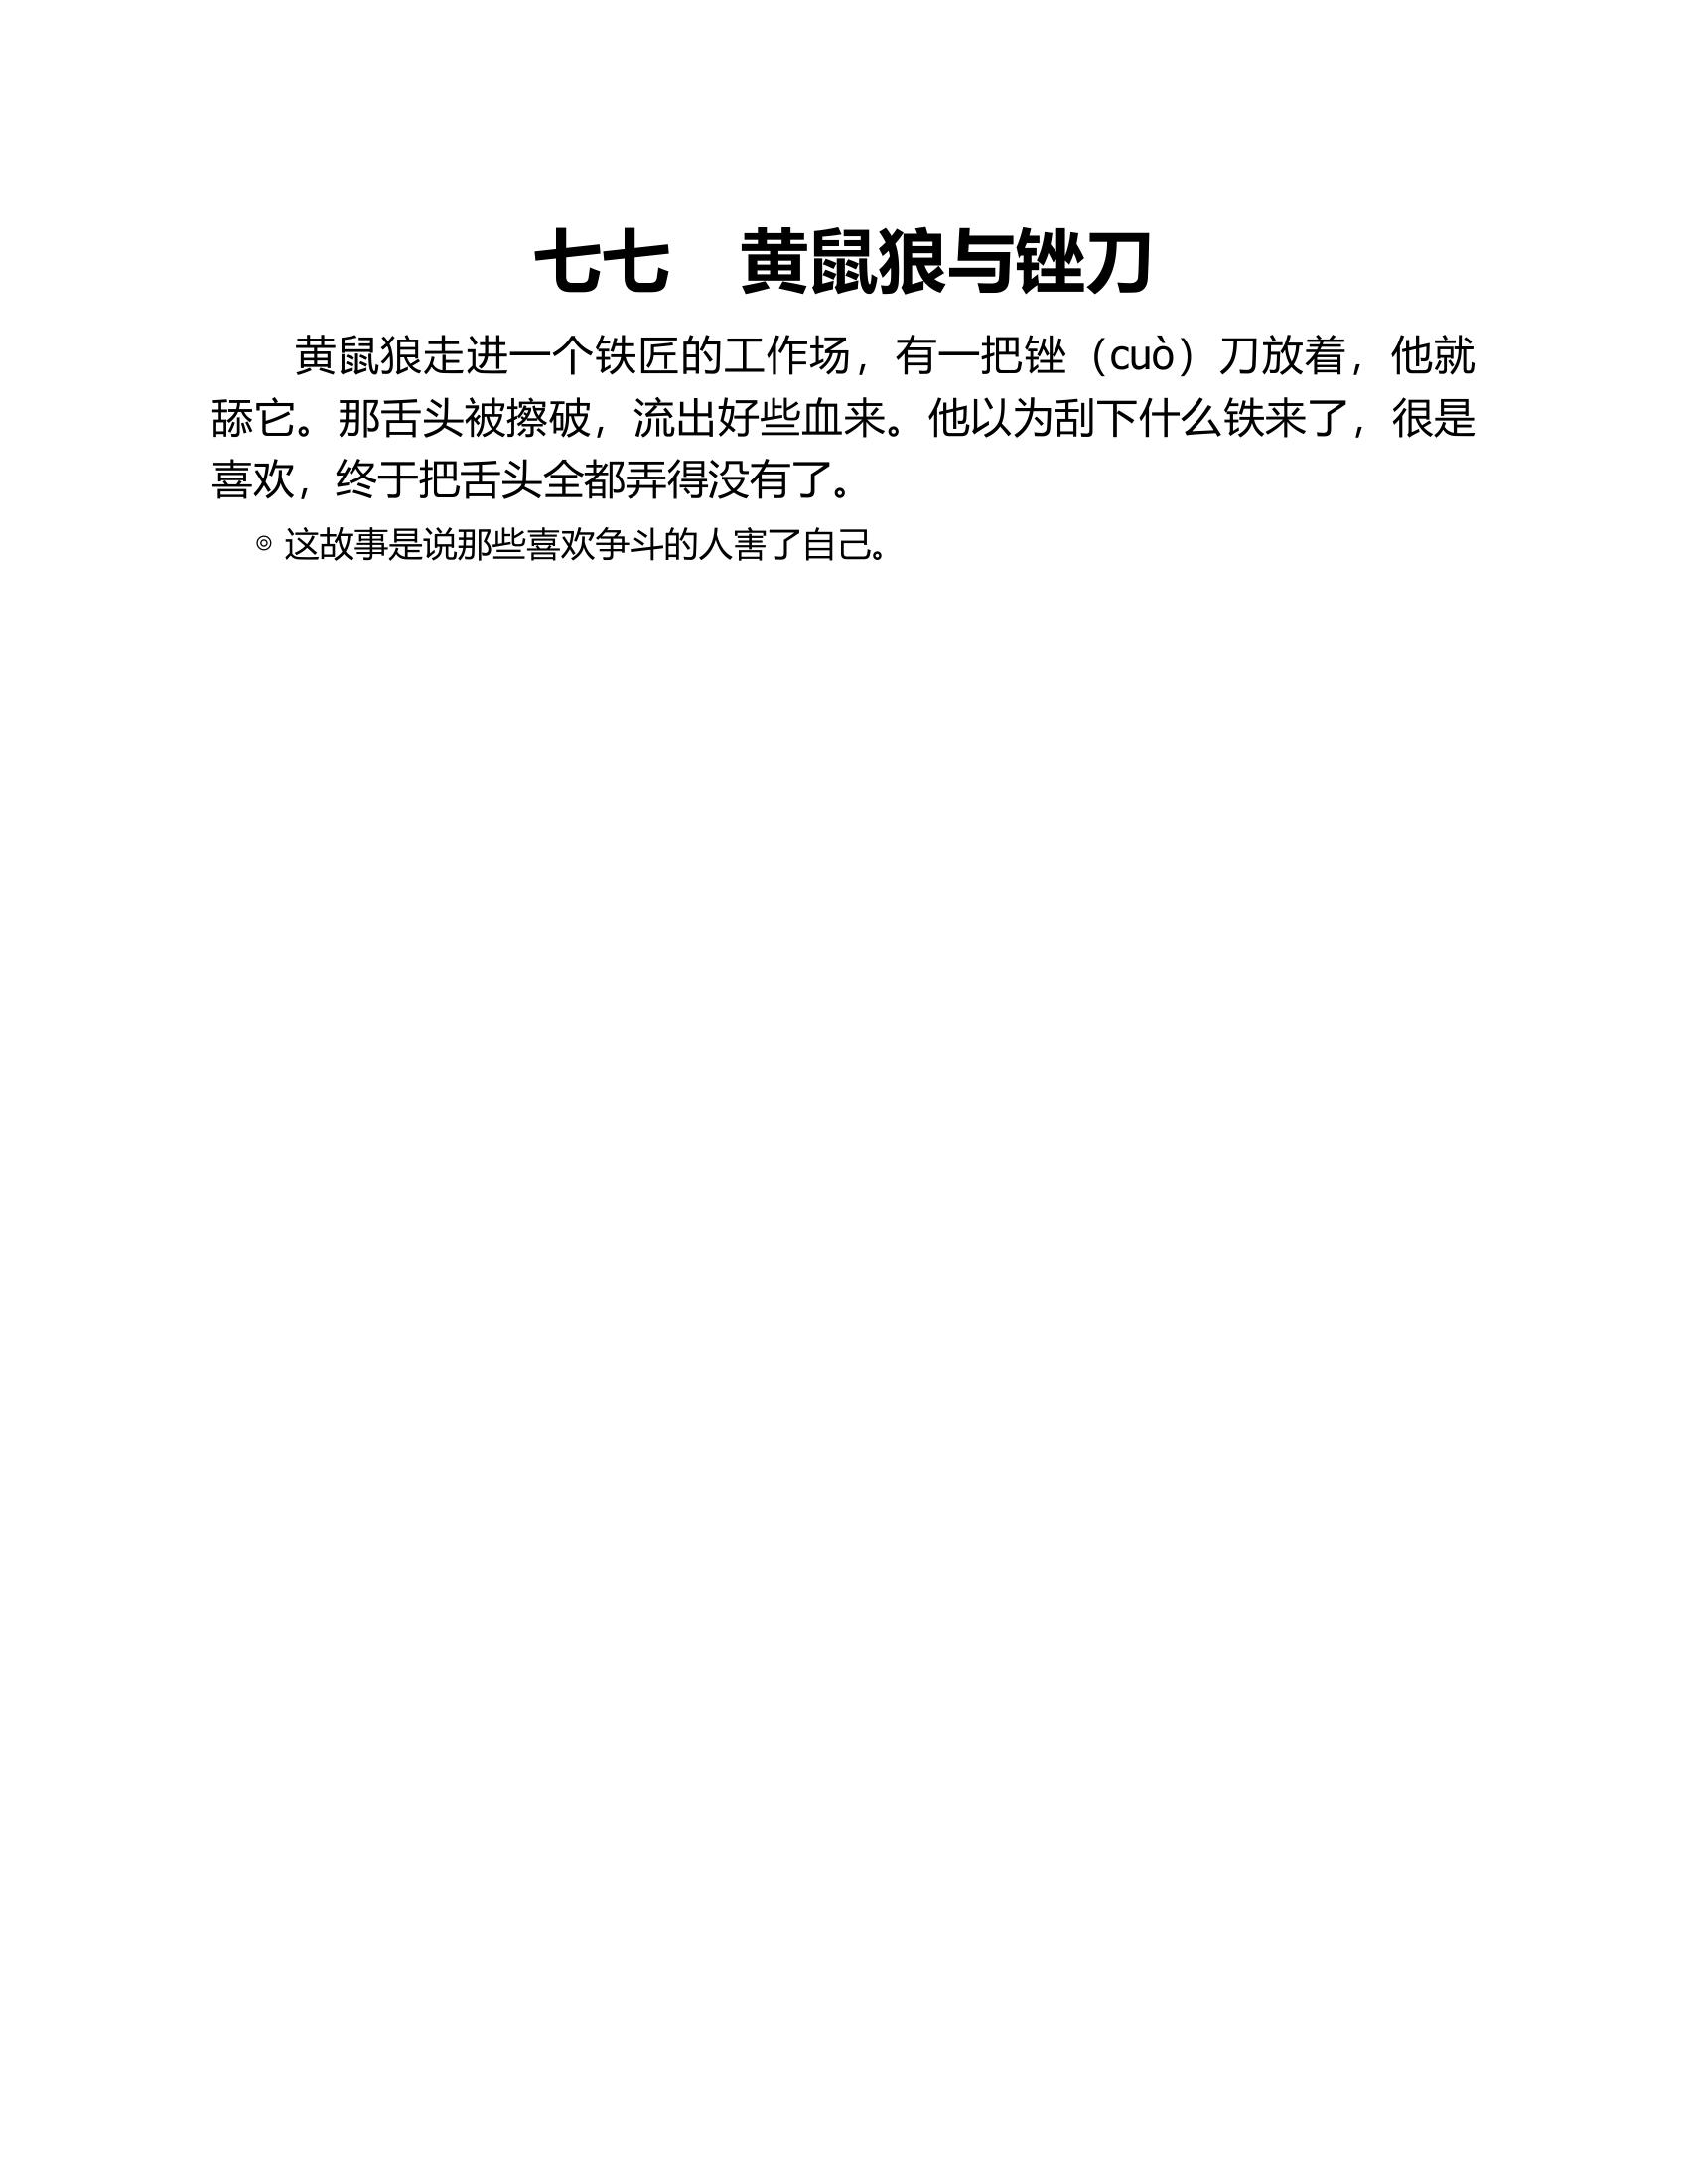 七七　黄鼠狼与锉刀
黄鼠狼走进一个铁匠的工作场，有一把锉（cuò）刀放着，他就
舔它。那舌头被擦破，流出好些血来。他以为刮下什么铁来了，很是
喜欢，终于把舌头全都弄得没有了。
◎ 这故事是说那些喜欢争斗的人害了自己。